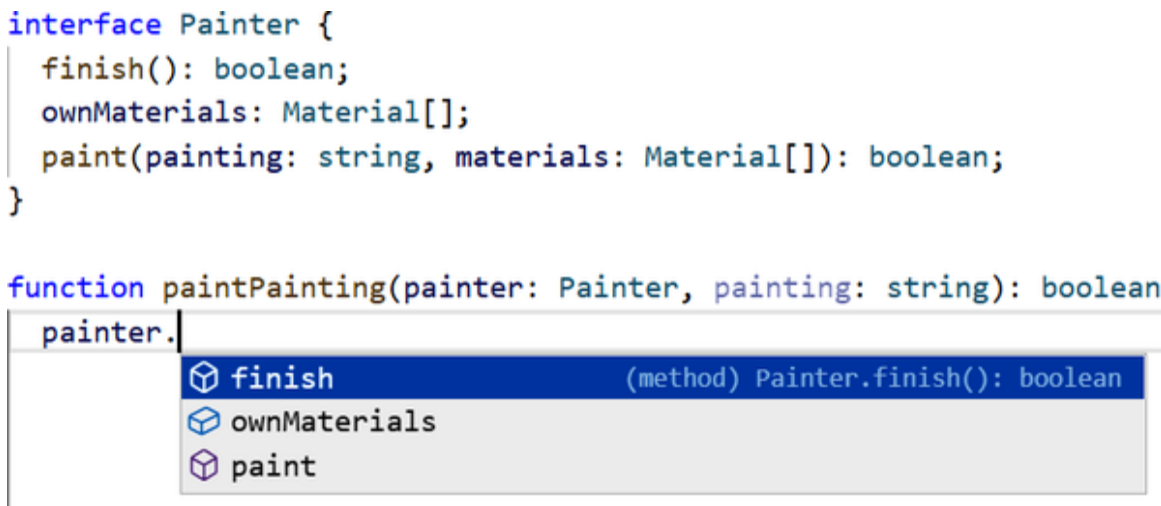 interface Painter {
finish(): boolean;
ownMaterials: Material[];
paint(painting: string, materials: Material[]): boolean;
}
function paintPainting(painter: Painter, painting: string): boolean
painter.
finish (method) Painter.finish(): boolean
ownMaterials
paint